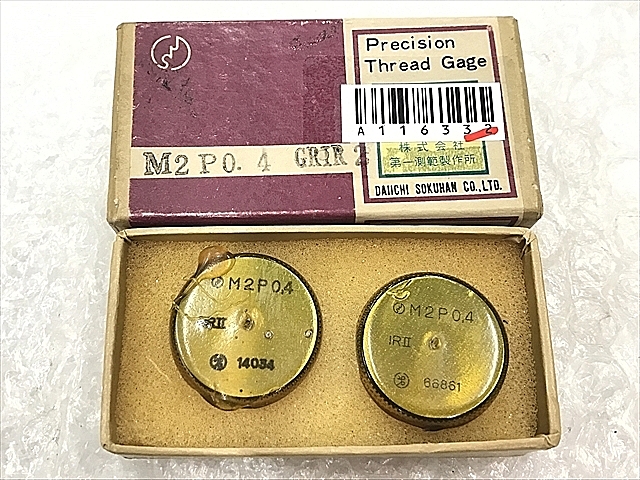 Precision
Thread Gage
A116332
株式会社
第一測範製作所
DAIICHI SOKUHAN CO., LTD.
M2 P0.4 GRIR 2
M2P0.4
IRII
14034
M2P0.4
IRII
66861